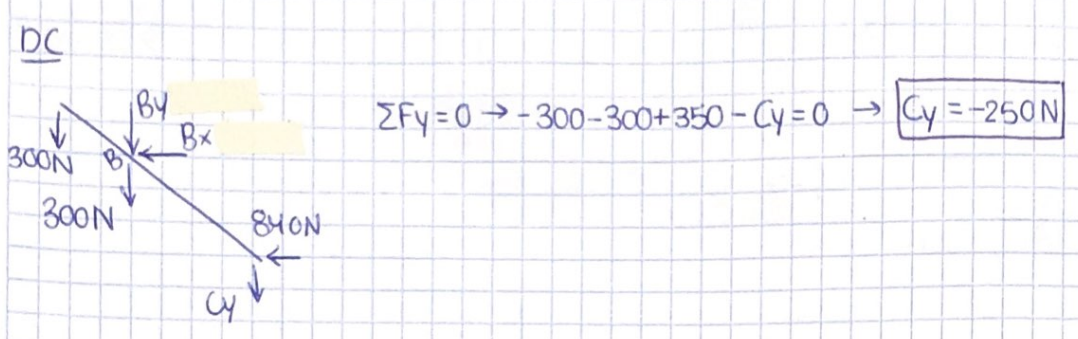 DC
By
Bx
300N
B
300N
840N
Cy
ΣFy=0 → -300-300+350-Cy=0 → Cy=-250N